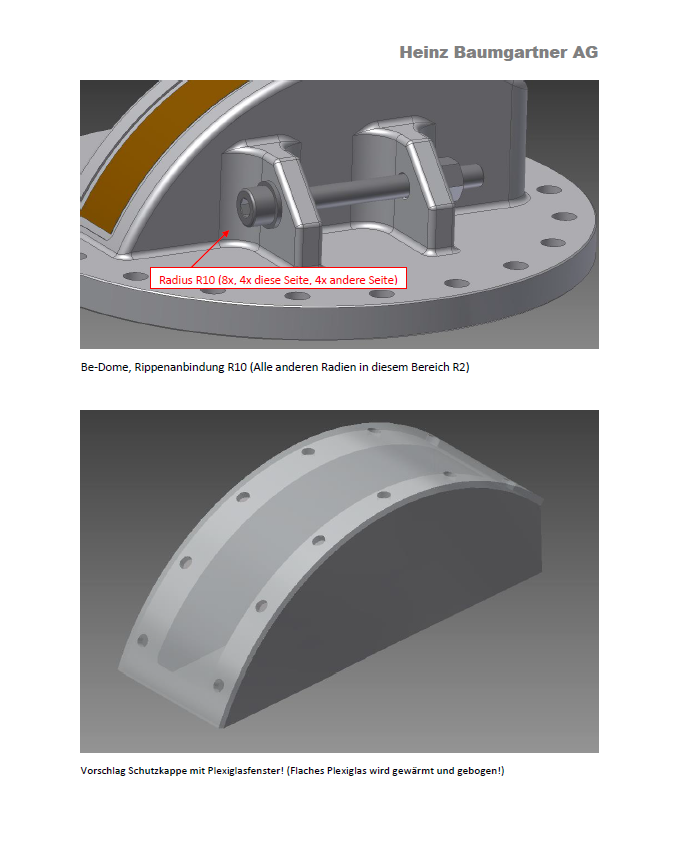 Heinz Baumgartner AG
Radius R10 (8x, 4x diese Seite, 4x andere Seite)
Be-Dome, Rippenanbindung R10 (Alle anderen Radien in diesem Bereich R2)
Vorschlag Schutzkappe mit Plexiglasfenster! (Flaches Plexiglas wird gewärmt und gebogen!)